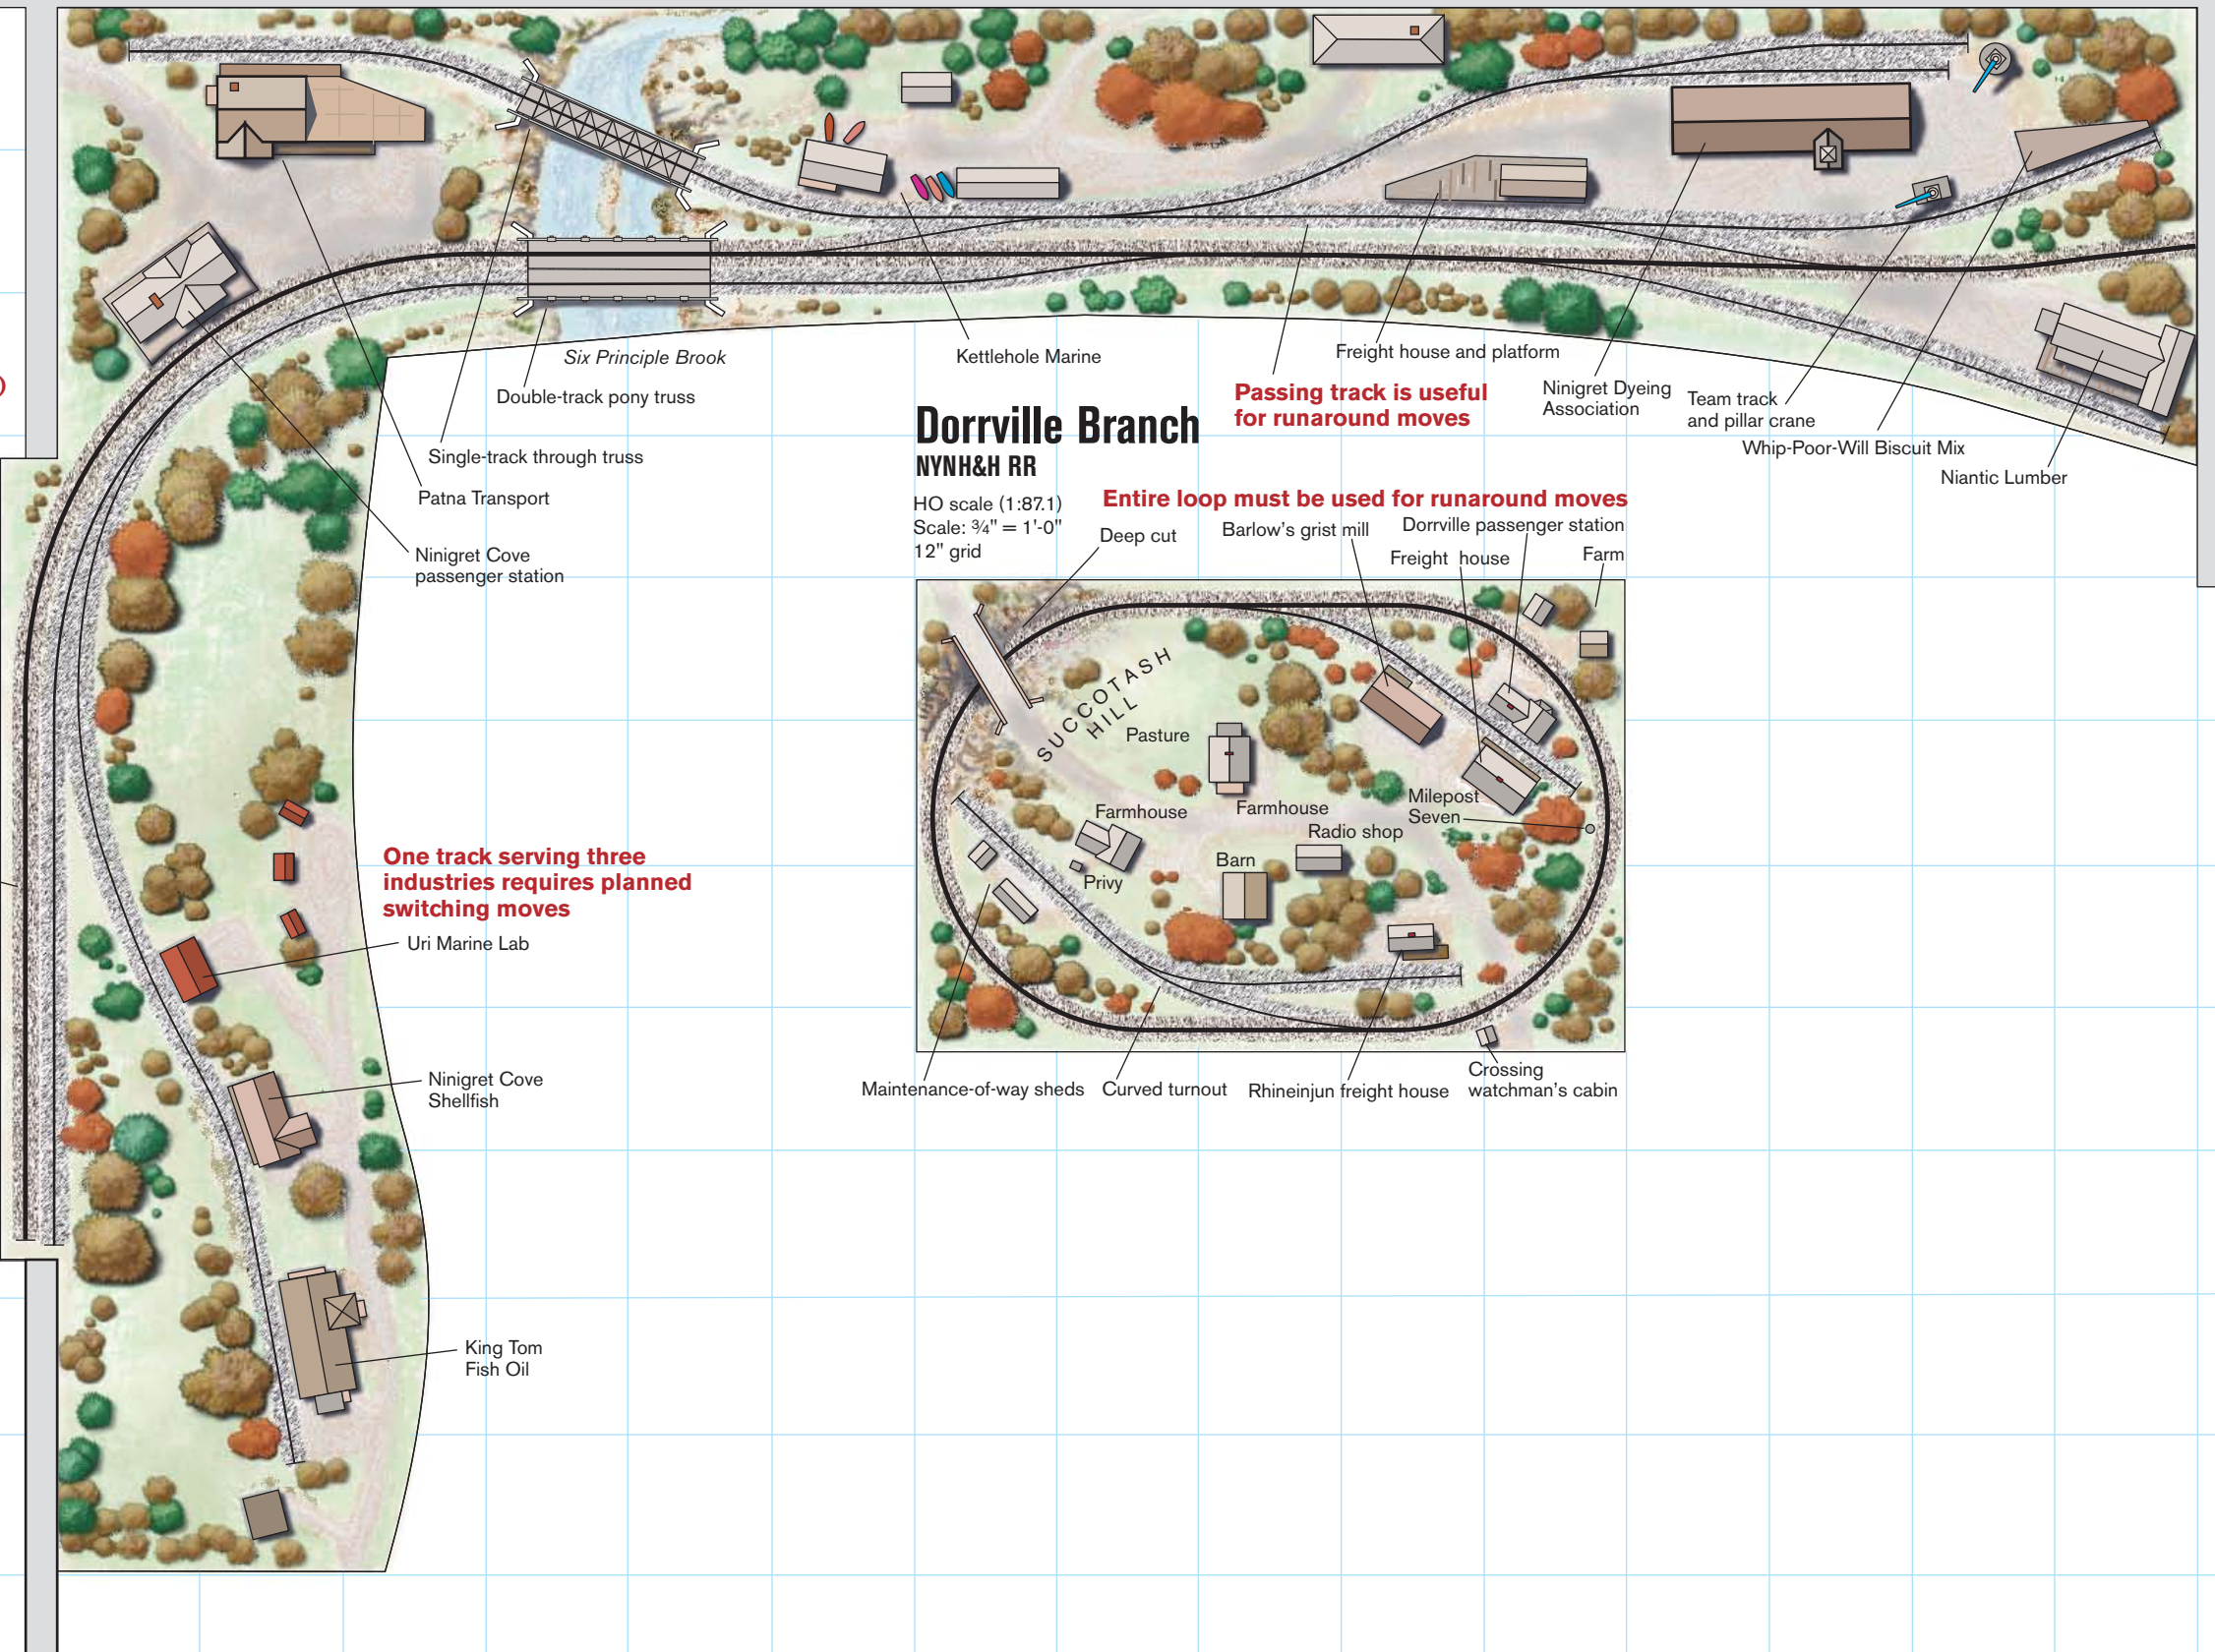 Six Principle Brook
Double-track pony truss
Single-track through truss
Patna Transport
Ninigret Cove
passenger station
Kettlehole Marine
Passing track is useful
for runaround moves
Freight house and platform
Ninigret Dyeing
Association
Team track
and pillar crane
Whip-Poor-Will Biscuit Mix
Niantic Lumber
Dorrville Branch
NYNH&H RR
HO scale (1:87.1)
Scale: ¾" = 1'-0"
12" grid
Entire loop must be used for runaround moves
Deep cut
Barlow's grist mill
Dorrville passenger station
Freight house
Farm
SUCCOTASH
HILL
Pasture
Farmhouse
Farmhouse
Milepost
Seven
Radio shop
Barn
Privy
Maintenance-of-way sheds
Curved turnout
Rhineinjun freight house
Crossing
watchman's cabin
One track serving three
industries requires planned
switching moves
Uri Marine Lab
Ninigret Cove
Shellfish
King Tom
Fish Oil